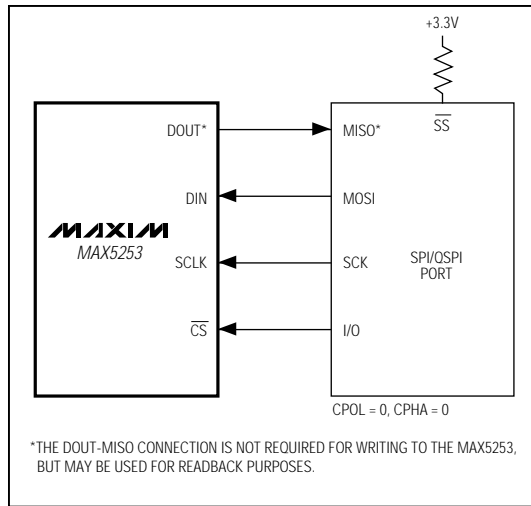 +3.3V
DOUT*
MISO*
SS
DIN
MOSI
MAXIM
MAX5253
SCLK
SCK
SPI/QSPI
PORT
CS
I/O
CPOL = 0, CPHA = 0
*THE DOUT-MISO CONNECTION IS NOT REQUIRED FOR WRITING TO THE MAX5253,
BUT MAY BE USED FOR READBACK PURPOSES.